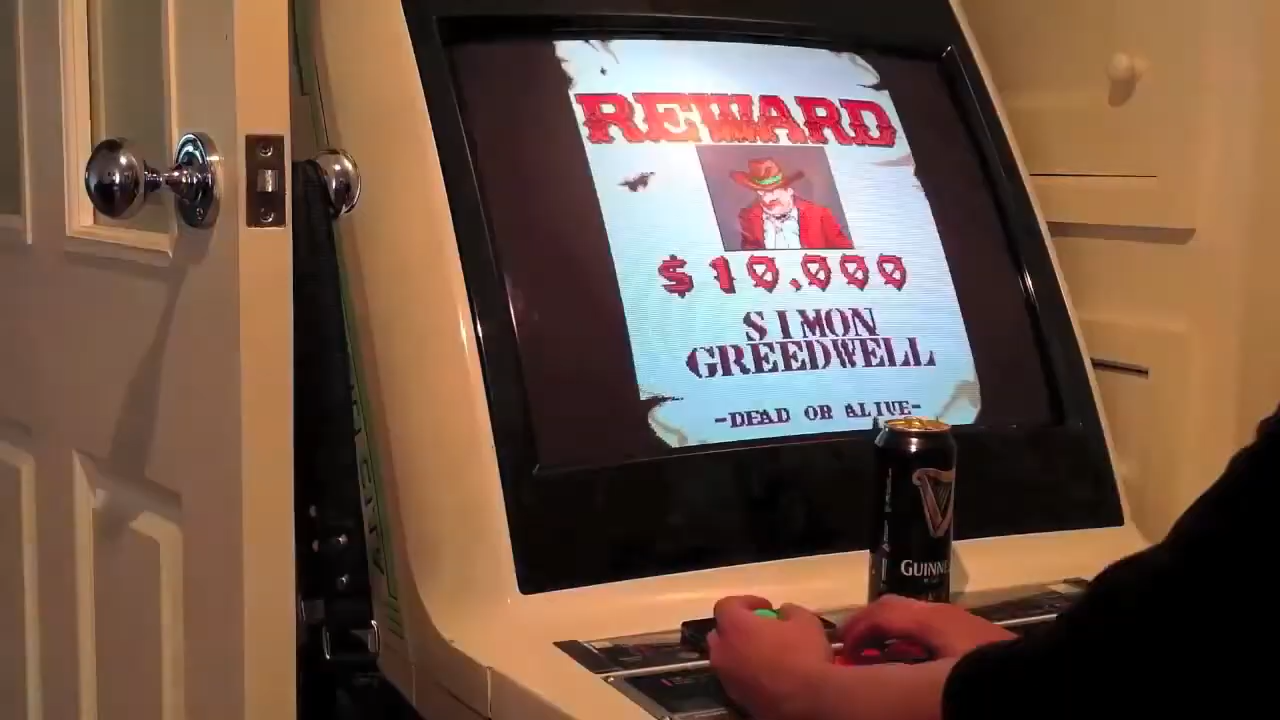 REWARD
$10.000
SIMON
GREEDWELL
-DEAD OR ALIVE-
GUINNE